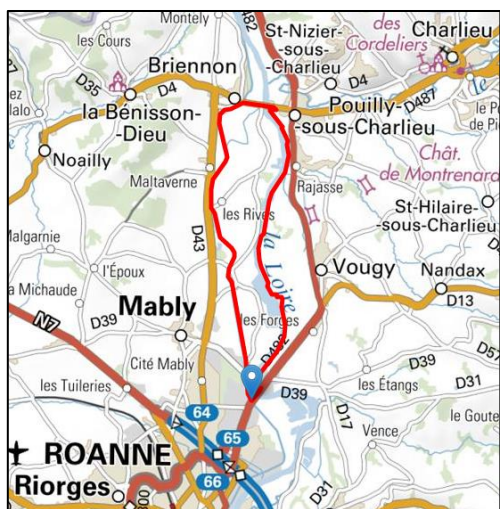 Montely
482
St-Nizier
-sous-
-Charlieu
des
Cordeliers
Charlieu
les Cours
D35
D4
Briennon
D4
la Bénisson-
-Dieu
Pouilly
-sous-Charlieu
D487
Noailly
Maltaverne
Rajasse
Chât.
de Montrenard
les Rives
St-Hilaire-
-sous-Charlieu
Malgarnie
D43
la Loire
l'Époux
Vougy
Nandax
la Michaude
Mably
D13
N7
D39
les Forges
D482
Cité Mably
D39
les Tuileries
D39
les Étangs
D31
D17
64
65
Vence
ROANNE
Riorges
66
D31